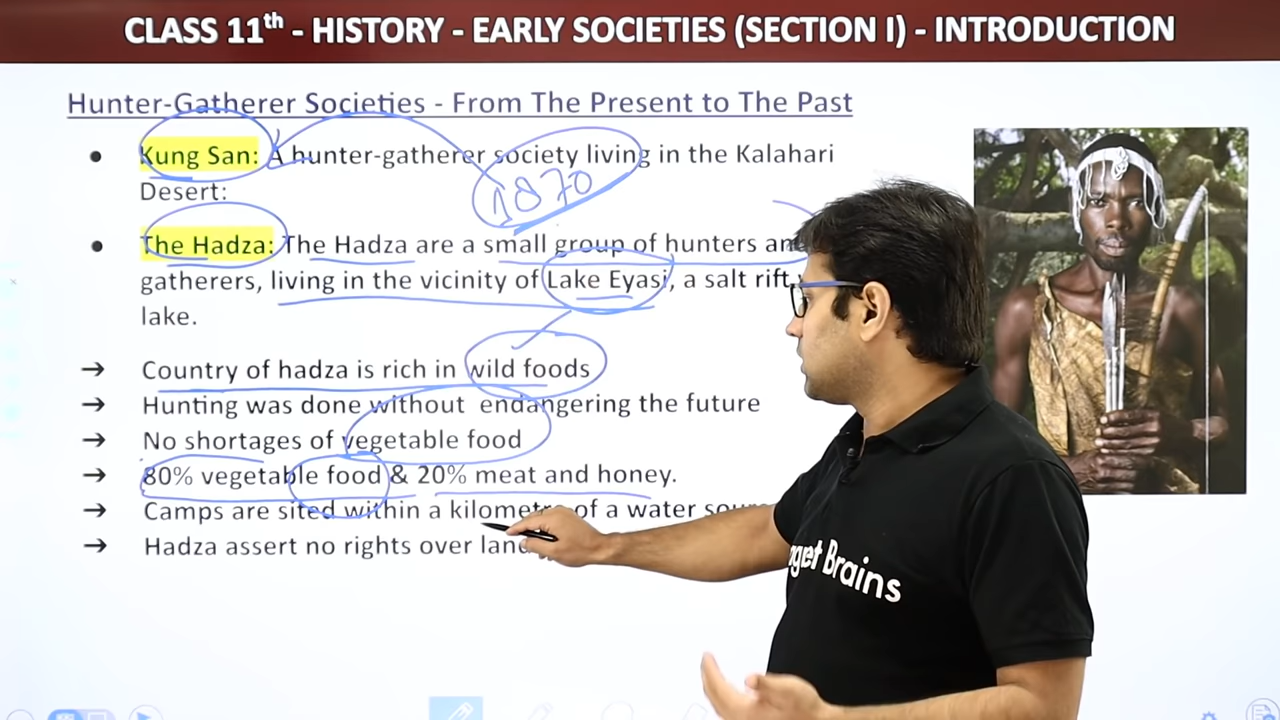 CLASS 11th - HISTORY - EARLY SOCIETIES (SECTION I) - INTRODUCTION
Hunter-Gatherer Societies - From The Present to The Past
● Kung San: A hunter-gatherer society living in the Kalahari
Desert:
1870
● The Hadza: The Hadza are a small group of hunters and
gatherers, living in the vicinity of Lake Eyasi, a salt rift
lake.
➔ Country of hadza is rich in wild foods
➔ Hunting was done without endangering the future
➔ No shortages of vegetable food
➔ 80% vegetable food & 20% meat and honey.
➔ Camps are sited within a kilometre of a water
➔ Hadza assert no rights over land
Brains